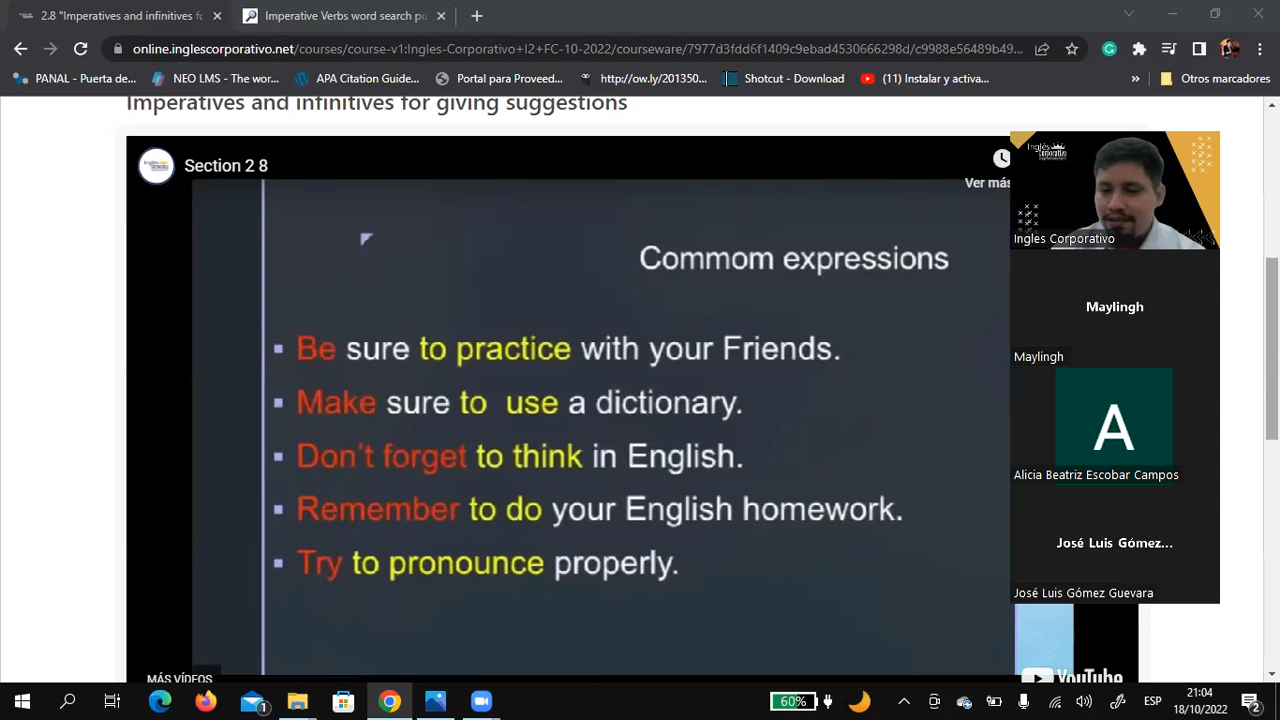 2.8 "Imperatives and infinitives fo
Imperative Verbs word search pu
online.inglescorporativo.net/courses/course-v1:Ingles-Corporativo+I2+FC-10-2022/courseware/7977d3fdd6f1409c9ebad4530666298d/c9988e56489b49...
PANAL - Puerta de...
NEO LMS - The wor...
APA Citation Guide...
Portal para Proveed...
http://ow.ly/201350...
Shotcut - Download
(11) Instalar y activa...
»
Otros marcadores
Imperatives and infinitives for giving suggestions
Section 2 8
Ver más
Commom expressions
Be sure to practice with your Friends.
Make sure to use a dictionary.
Don't forget to think in English.
Remember to do your English homework.
Try to pronounce properly.
MÁS VÍDEOS
YouTube
Inglés
Corporativo
Ingles Corporativo
Maylingh
Maylingh
A
Alicia Beatriz Escobar Campos
José Luis Gómez...
José Luis Gómez Guevara
1
60%
ESP
21:04
18/10/2022
2